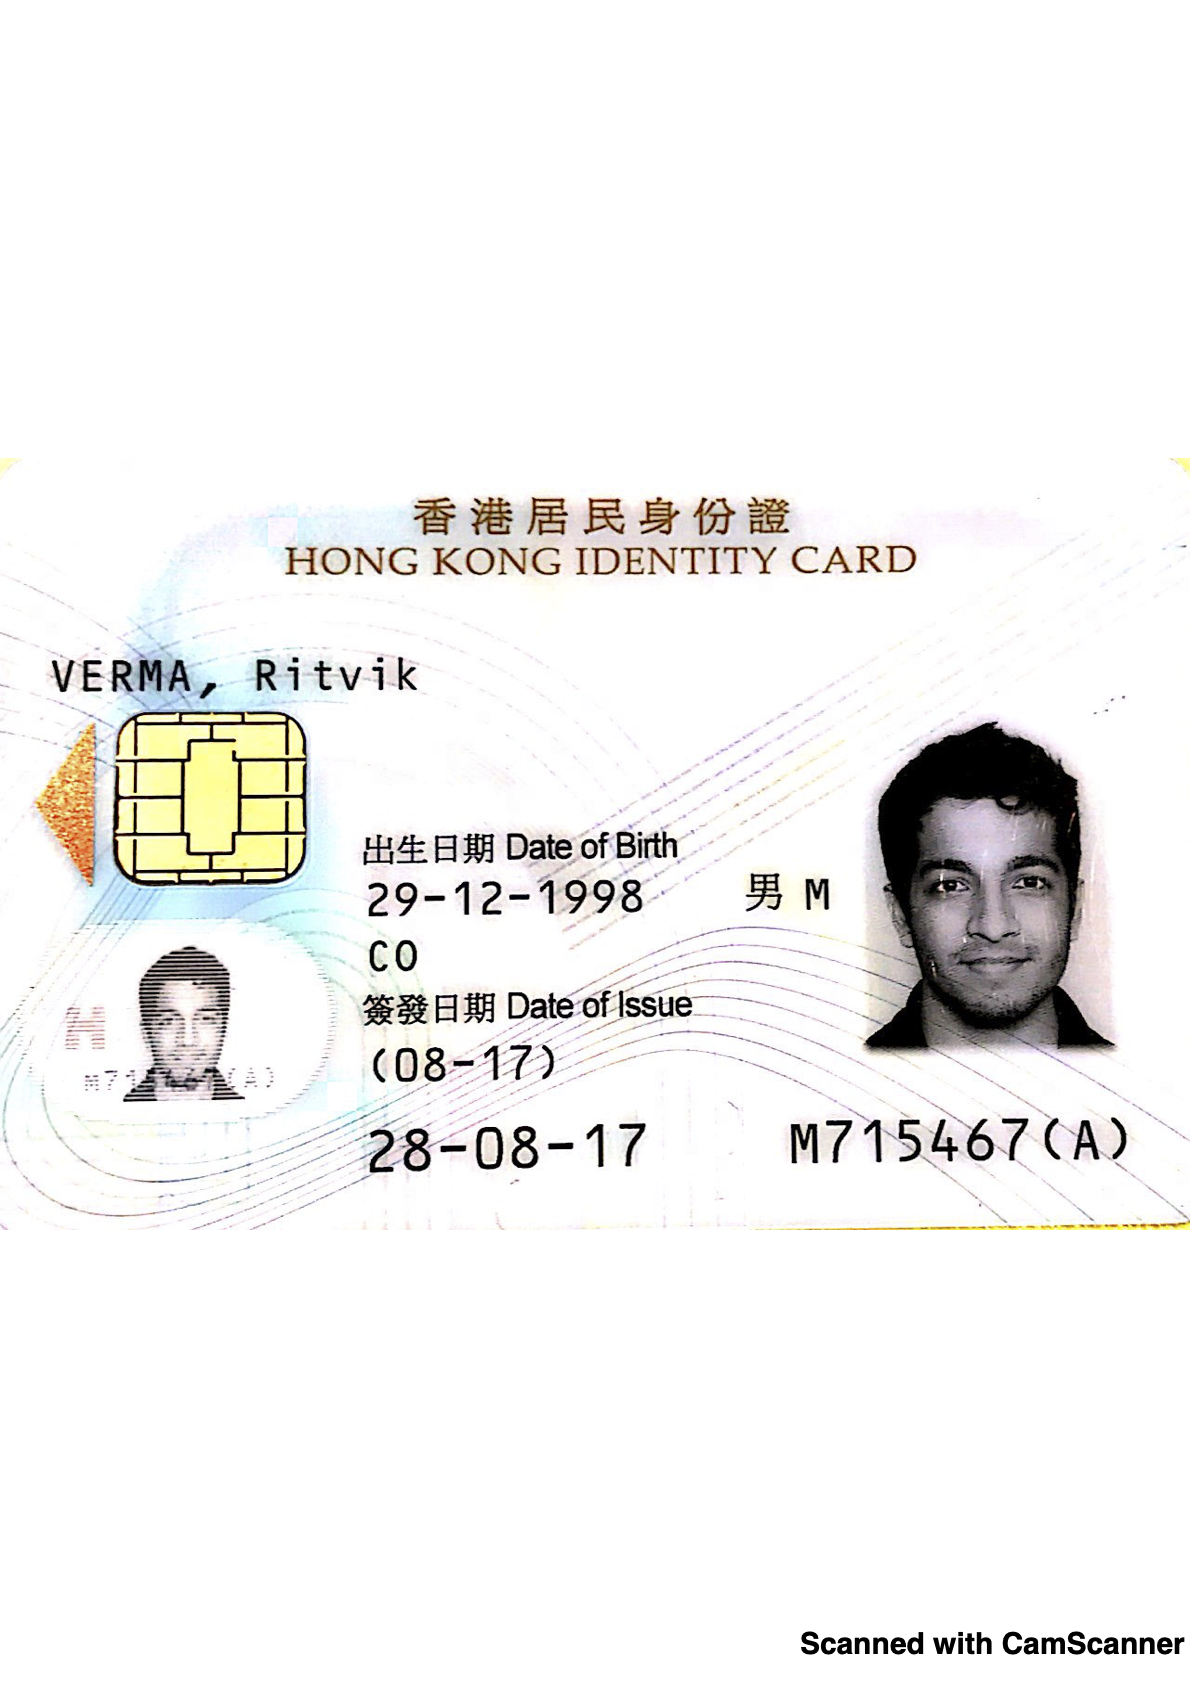 香港居民身份證
HONG KONG IDENTITY CARD
VERMA, Ritvik
出生日期 Date of Birth
29-12-1998
男 M
CO
簽發日期 Date of Issue
(08-17)
28-08-17
M715467(A)
Scanned with CamScanner